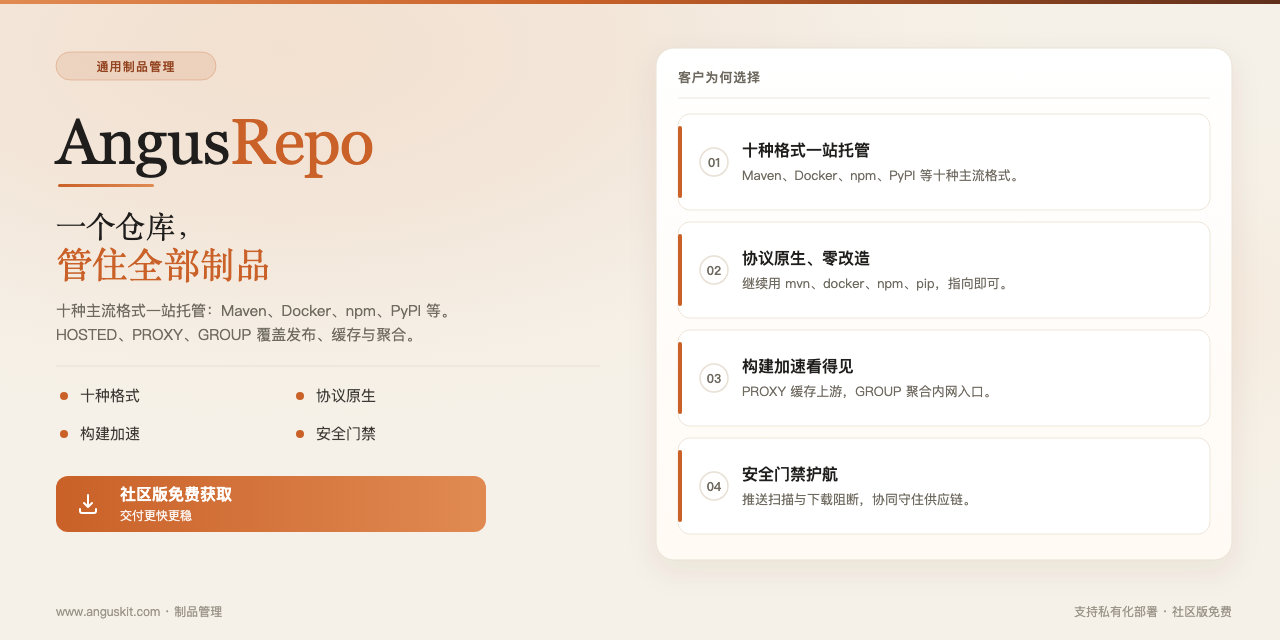 通用制品管理
AngusRepo
一个仓库，
管住全部制品
十种主流格式一站托管：Maven、Docker、npm、PyPI 等。
HOSTED、PROXY、GROUP 覆盖发布、缓存与聚合。
十种格式
协议原生
构建加速
安全门禁
社区版免费获取
交付更快更稳
www.anguskit.com · 制品管理
客户为何选择
01
十种格式一站托管
Maven、Docker、npm、PyPI 等十种主流格式。
02
协议原生、零改造
继续用 mvn、docker、npm、pip，指向即可。
03
构建加速看得见
PROXY 缓存上游，GROUP 聚合内网入口。
04
安全门禁护航
推送扫描与下载阻断，协同守住供应链。
支持私有化部署 · 社区版免费